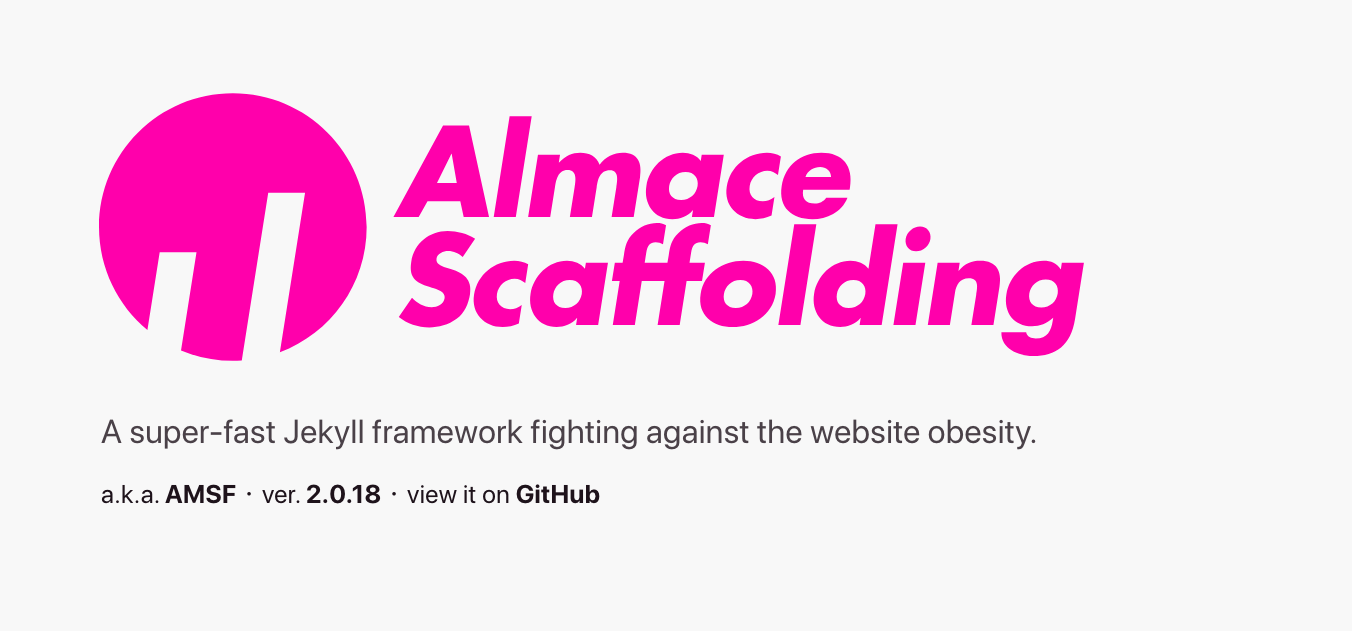 Almace
Scaffolding
A super-fast Jekyll framework fighting against the website obesity.
a.k.a. AMSF · ver. 2.0.18 · view it on GitHub